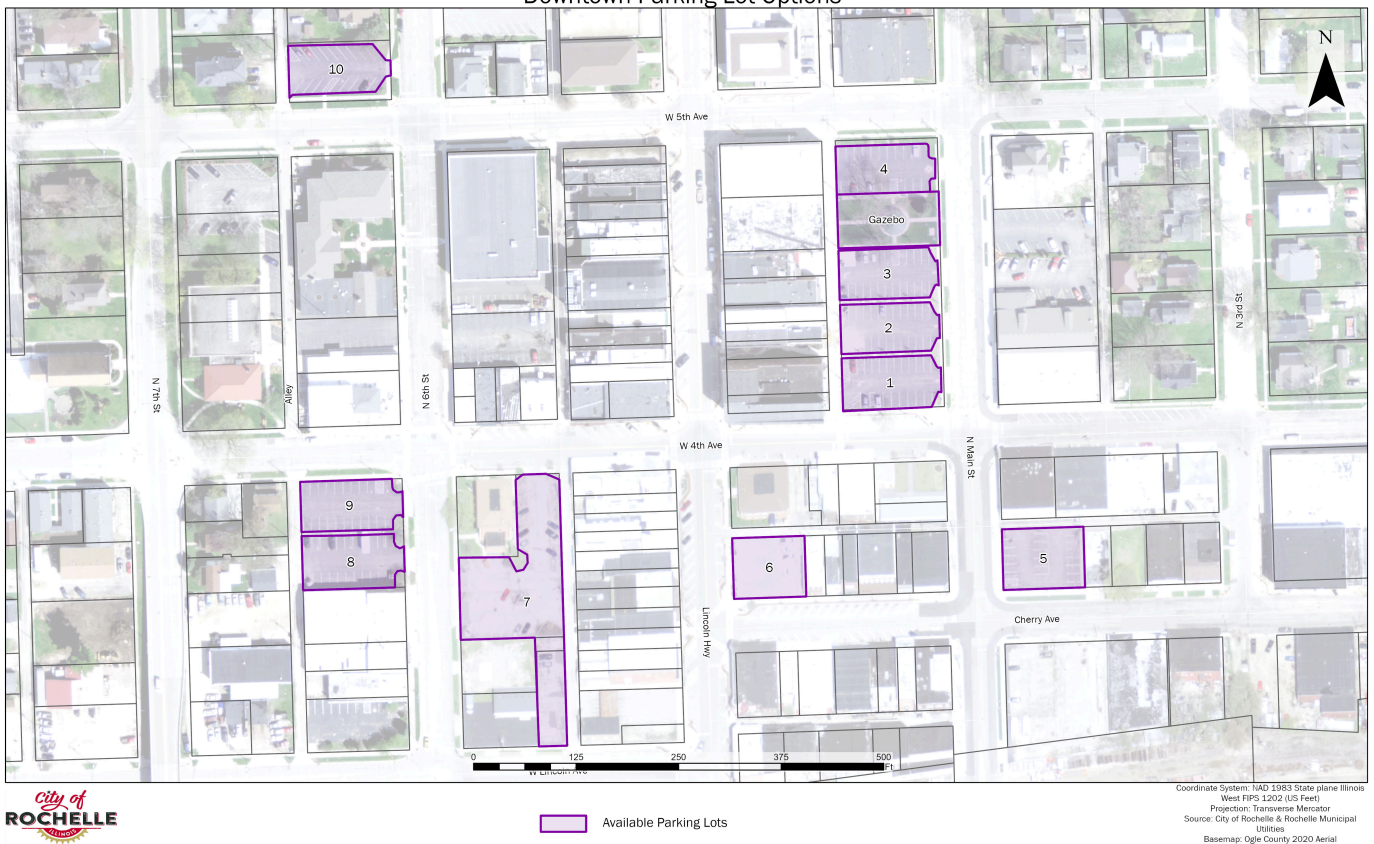 Downtown Parking Lot Options
N
10
W 5th Ave
4
Gazebo
3
2
1
N 7th St
Alley
N 6th St
N 3rd St
W 4th Ave
N Main St
9
8
7
6
5
Lincoln Hwy
Cherry Ave
0 125 250 375 500
Ft
W Lincoln Ave
City of
ROCHELLE
ILLINOIS
Available Parking Lots
Coordinate System: NAD 1983 State plane Illinois
West FIPS 1202 (US Feet)
Projection: Transverse Mercator
Source: City of Rochelle & Rochelle Municipal
Utilities
Basemap: Ogle County 2020 Aerial